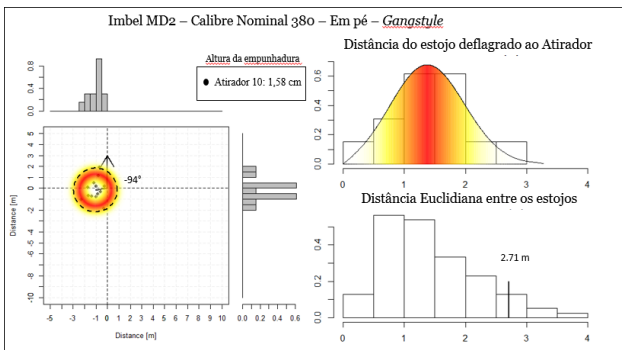 Imbel MD2 – Calibre Nominal 380 – Em pé – Gangstyle
Altura da empunhadura
Atirador 10: 1,58 cm
0.0 0.4 0.8
-94°
Distance [m]
-10 -9 -6 -4 -2 -1 0 1 2 3 4 5
-5 -3 -1 0 1 2 3 4 5 6 7 8 9 10
Distance [m]
0.0 0.2 0.4 0.6
Distância do estojo deflagrado ao Atirador
0.0 0.2 0.4 0.6
0 1 2 3 4
Distância Euclidiana entre os estojos
2.71 m
0.0 0.2 0.4
0 1 2 3 4